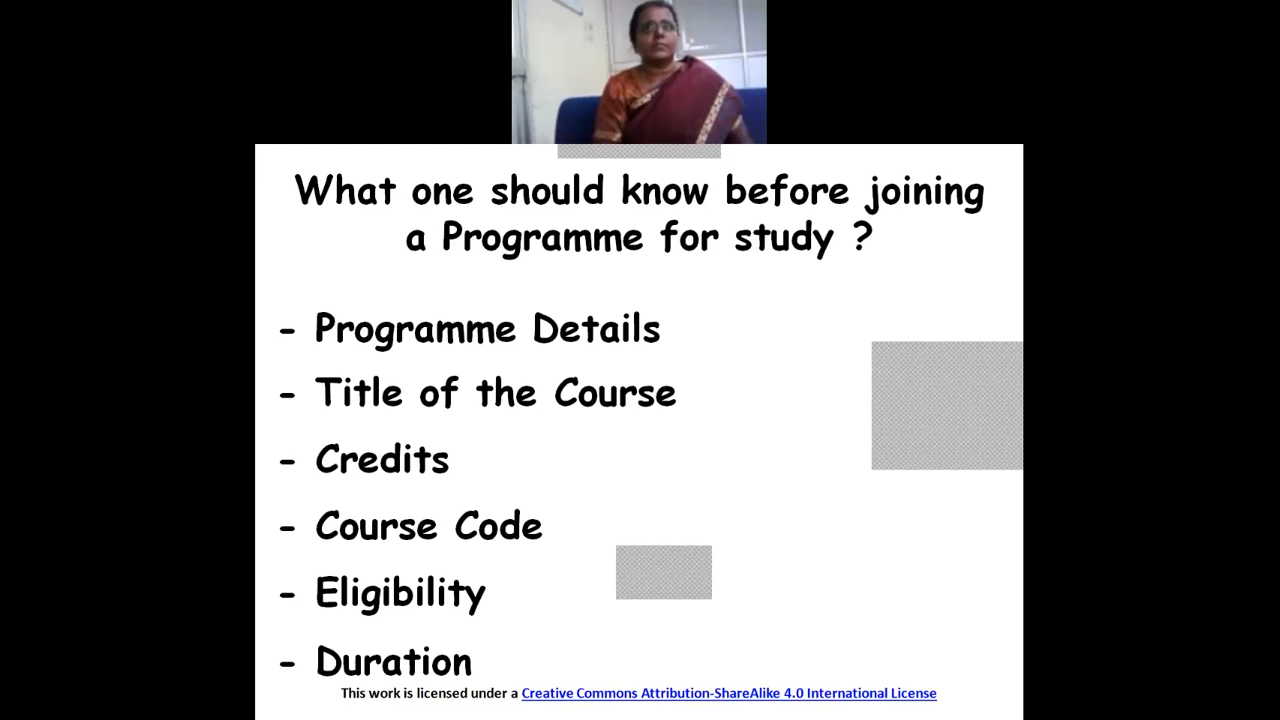 What one should know before joining
a Programme for study ?
- Programme Details
- Title of the Course
- Credits
- Course Code
- Eligibility
- Duration
This work is licensed under a Creative Commons Attribution-ShareAlike 4.0 International License